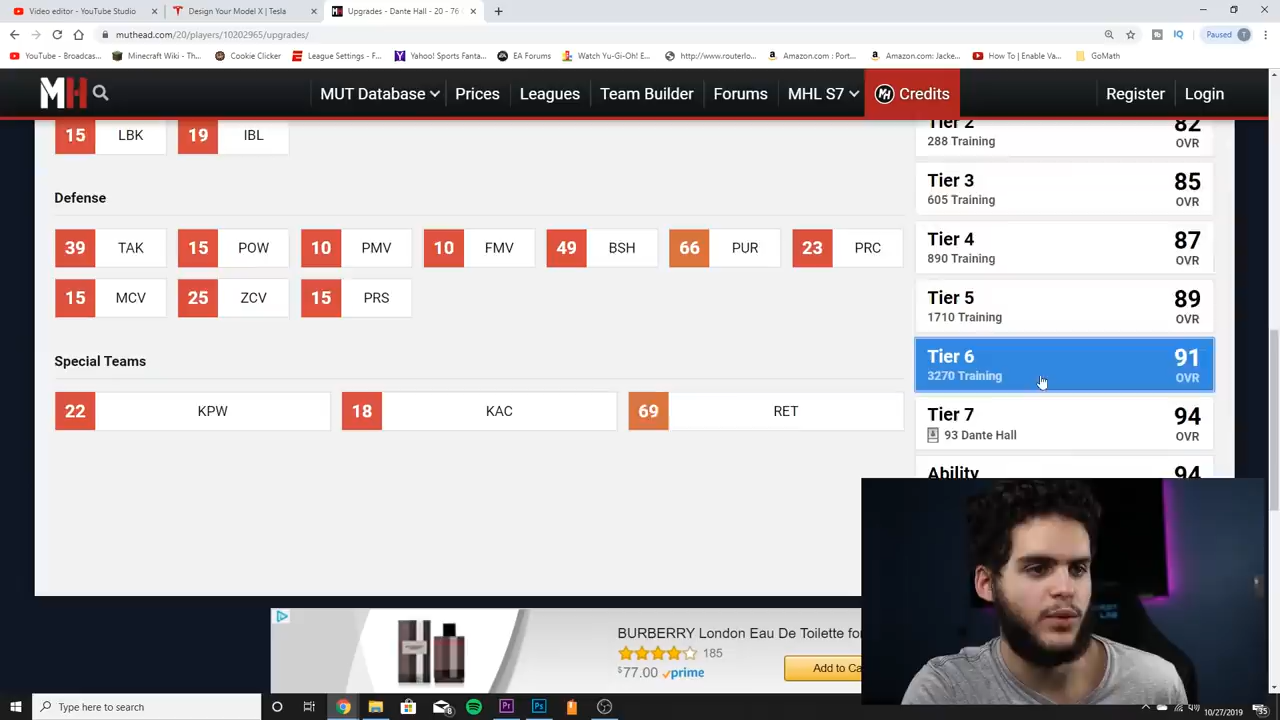 Video editor - YouTube Studio
Design Your Model X | Tesla
Upgrades - Dante Hall - 20 - 76
muthead.com/20/players/10202965/upgrades/
Paused
YouTube - Broadcas...
Minecraft Wiki - Th...
Cookie Clicker
League Settings - F...
Yahoo! Sports Fanta...
EA Forums
Watch Yu-Gi-Oh! E...
http://www.routerlo...
Amazon.com : Port...
Amazon.com: Jacke...
How To | Enable Va...
GoMath
MH
MUT Database
Prices
Leagues
Team Builder
Forums
MHL S7
Credits
Register
Login
15 LBK
19 IBL
Defense
39 TAK
15 POW
10 PMV
10 FMV
49 BSH
66 PUR
23 PRC
15 MCV
25 ZCV
15 PRS
Special Teams
22 KPW
18 KAC
69 RET
Tier 2 82
288 Training OVR
Tier 3 85
605 Training OVR
Tier 4 87
890 Training OVR
Tier 5 89
1710 Training OVR
Tier 6 91
3270 Training OVR
Tier 7 94
93 Dante Hall OVR
Ability 94
BURBERRY London Eau De Toilette fo
185
$77.00 prime
Add to Ca
Type here to search
10/27/2019
35